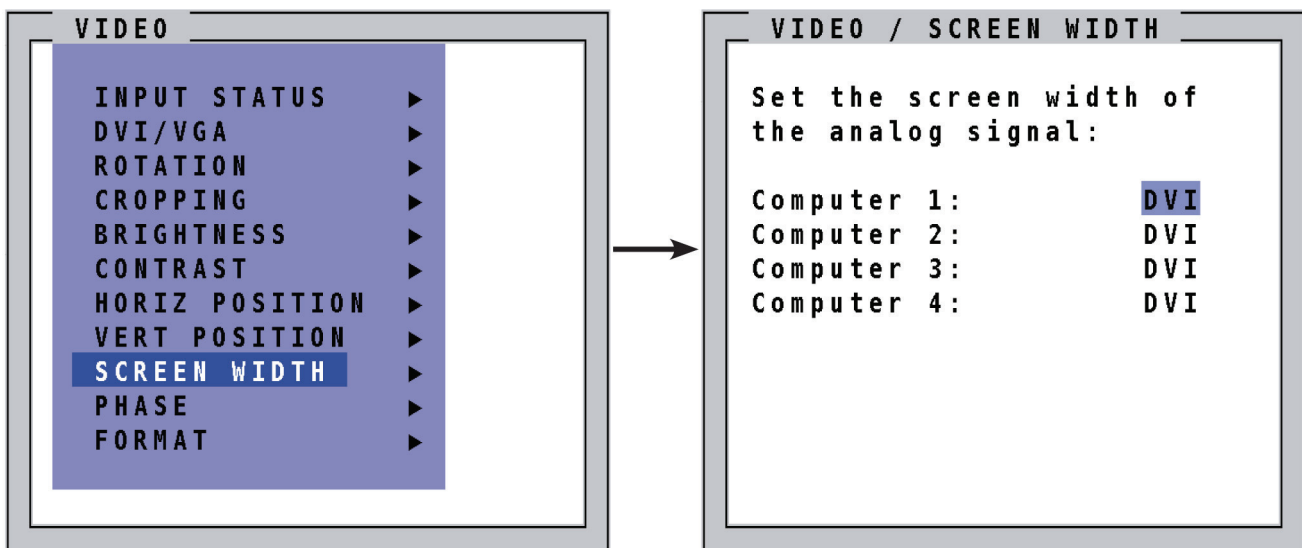 VIDEO
INPUT STATUS
DVI/VGA
ROTATION
CROPPING
BRIGHTNESS
CONTRAST
HORIZ POSITION
VERT POSITION
SCREEN WIDTH
PHASE
FORMAT
VIDEO / SCREEN WIDTH
Set the screen width of
the analog signal:
Computer 1: DVI
Computer 2: DVI
Computer 3: DVI
Computer 4: DVI